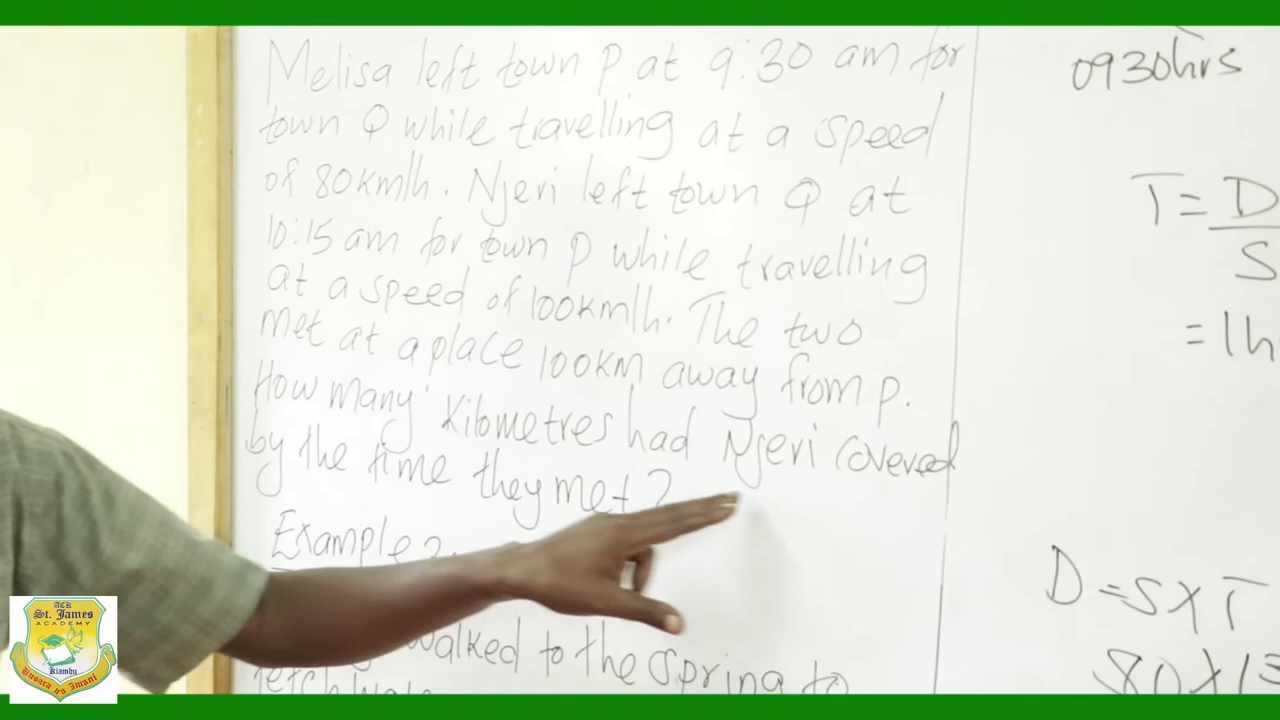 Melisa left town P at 9:30 am for
town Q while travelling at a speed
of 80km/h. Njeri left town Q at
10:15 am for town P while travelling
at a speed of 100km/h. The two
met at a place 100km away from P.
How many kilometres had Njeri covered
by the time they met?
Example 2.
walked to the spring to
0930hrs
T = D
S
= 1h
D = S X T
80 X 1
ACK
St. James
ACADEMY
Kiambu